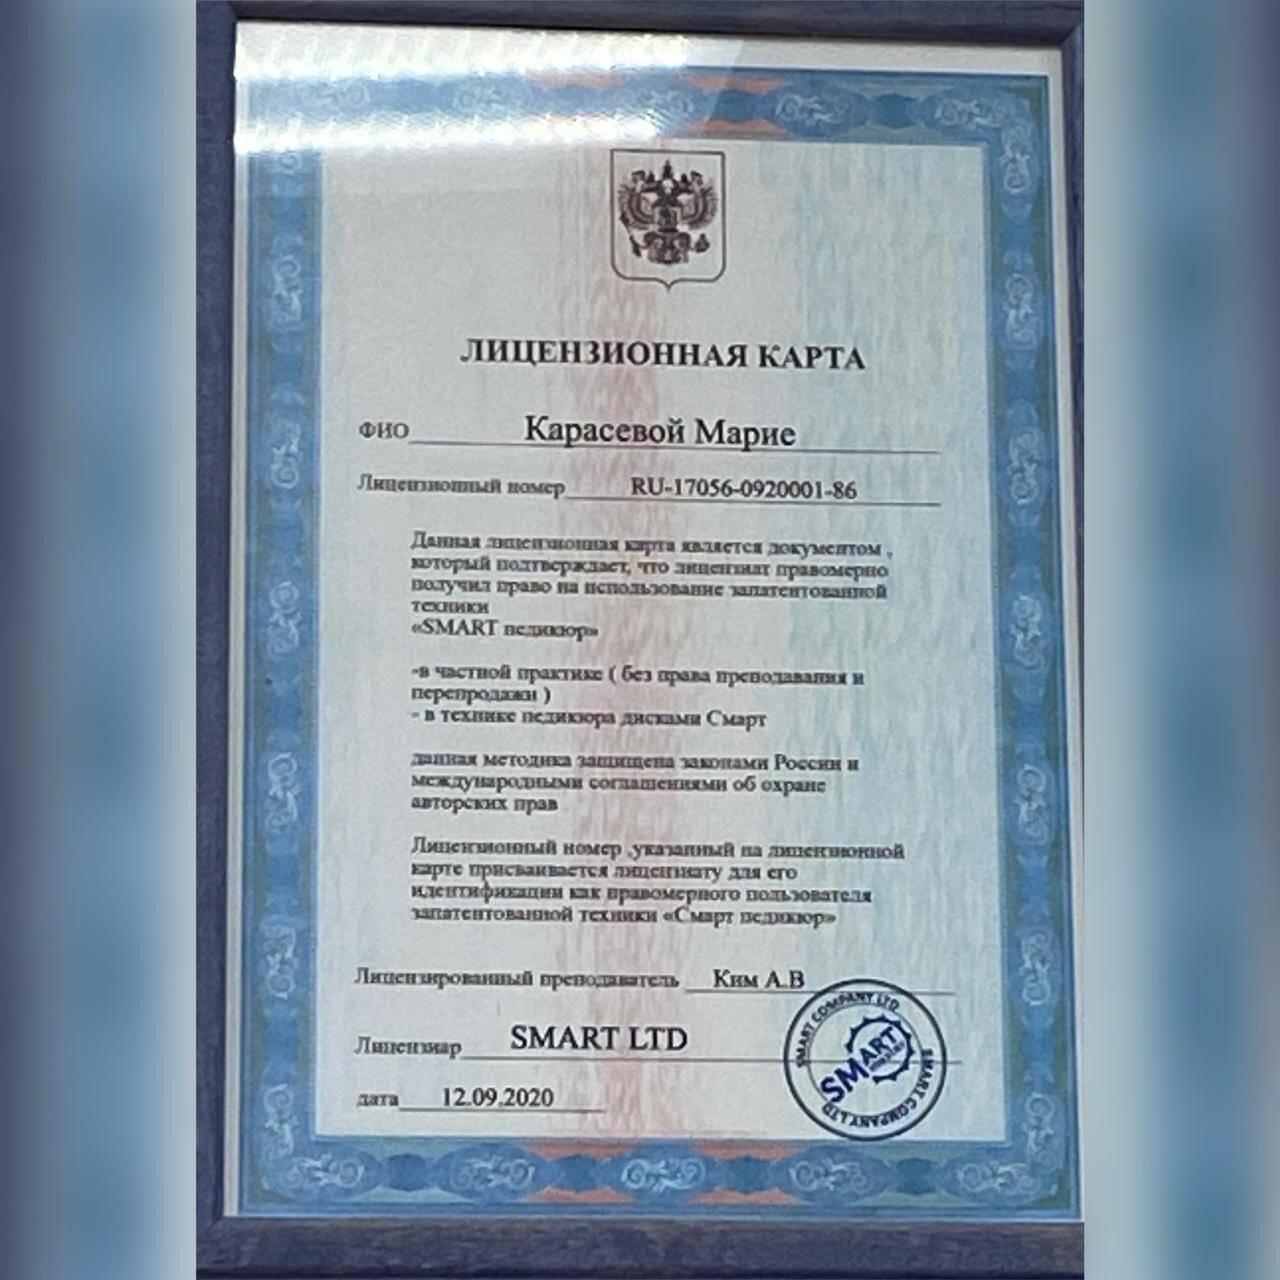 ЛИЦЕНЗИОННАЯ КАРТА
ФИО Карасевой Марие
Лицензионный номер RU-17056-0920001-86
Данная лицензионная карта является документом ,
который подтверждает, что лицензиат правомерно
получил право на использование запатентованной
техники
«SMART педикюр»
-в частной практике ( без права преподавания и
перепродажи )
- в технике педикюра дисками Смарт
данная методика защищена законами России и
международными соглашениями об охране
авторских прав
Лицензионный номер ,указанный на лицензионной
карте присваивается лицензиату для его
идентификации как правомерного пользователя
запатентованной техники «Смарт педикюр»
Лицензированный преподаватель Ким А.В
Лицензиар SMART LTD
дата 12.09.2020
SMART COMPANY LTD
SMART COMPANY LTD
SMART